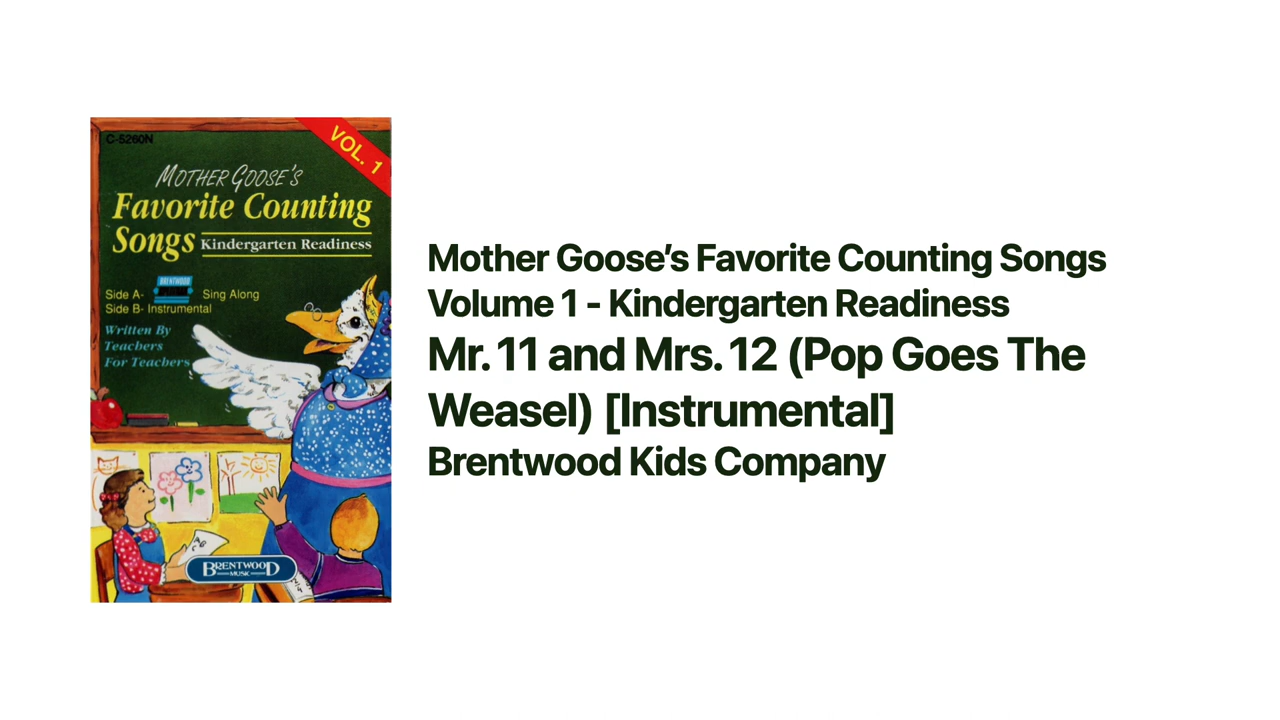 C-5260N
VOL. 1
MOTHER GOOSE'S
Favorite Counting
Songs Kindergarten Readiness
Side A- BRENTWOOD Sing Along
Side B- Instrumental
Written By
Teachers
For Teachers
ABC
BRENTWOOD
MUSIC
Mother Goose’s Favorite Counting Songs
Volume 1 - Kindergarten Readiness
Mr. 11 and Mrs. 12 (Pop Goes The
Weasel) [Instrumental]
Brentwood Kids Company